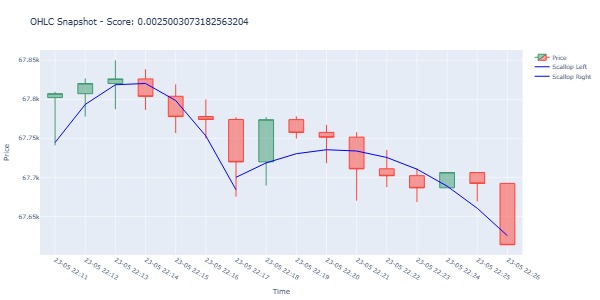 OHLC Snapshot - Score: 0.0025003073182563204
67.85k
67.8k
67.75k
67.7k
67.65k
Price
23-05 22:11
23-05 22:12
23-05 22:13
23-05 22:14
23-05 22:15
23-05 22:16
23-05 22:17
23-05 22:18
23-05 22:19
23-05 22:20
23-05 22:21
23-05 22:22
23-05 22:23
23-05 22:24
23-05 22:25
23-05 22:26
Time
Price
Scallop Left
Scallop Right